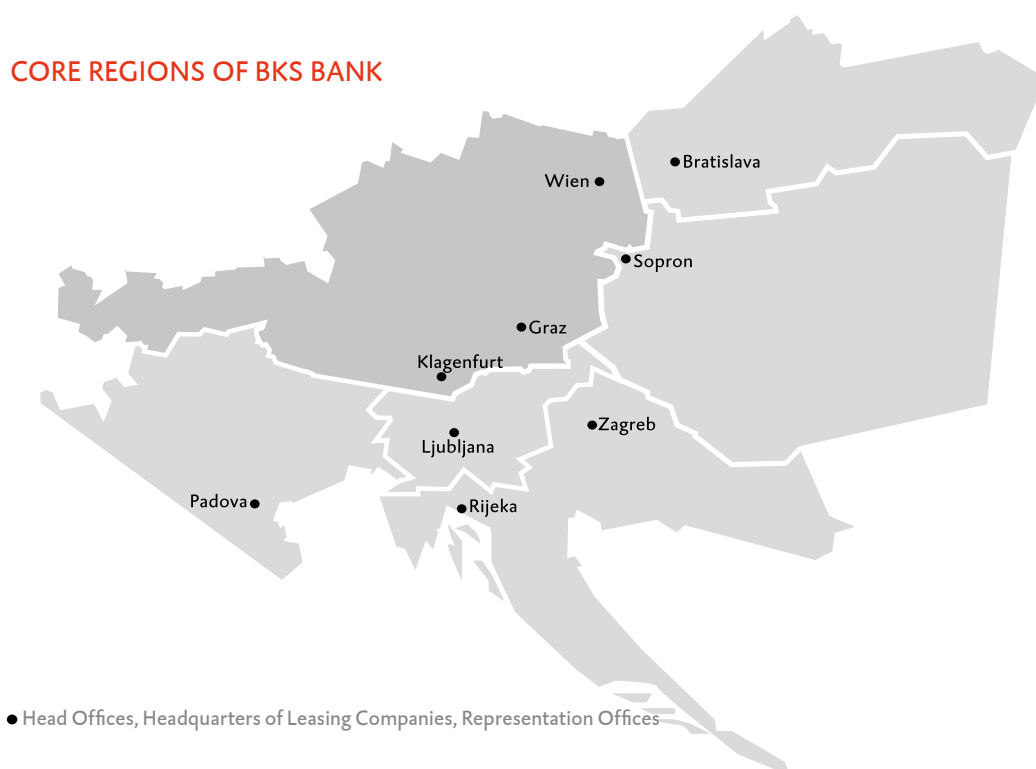 CORE REGIONS OF BKS BANK
Bratislava
Wien
Sopron
Graz
Klagenfurt
Zagreb
Ljubljana
Padova
Rijeka
Head Offices, Headquarters of Leasing Companies, Representation Offices